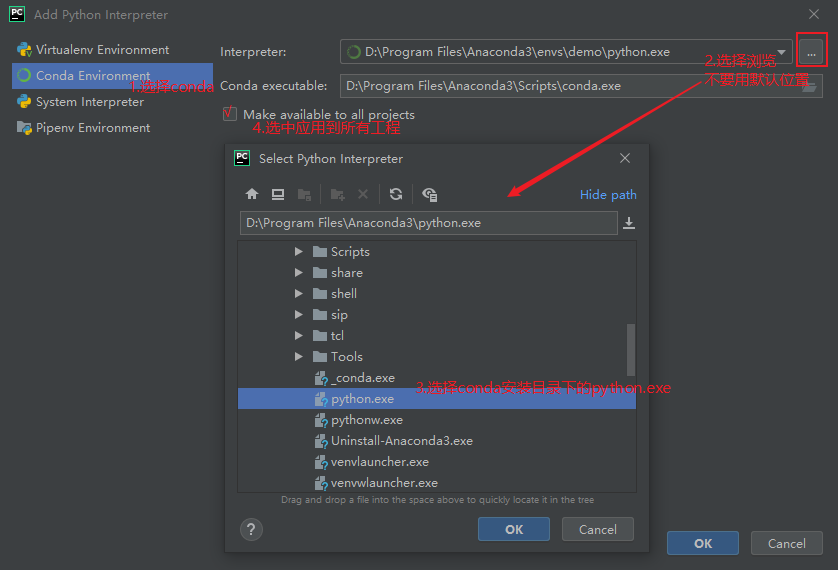 PC Add Python Interpreter
Virtualenv Environment
Conda Environment
System Interpreter
Pipenv Environment
1.选择conda
Interpreter: D:\Program Files\Anaconda3\envs\demo\python.exe ...
2.选择浏览
不要用默认位置
Conda executable: D:\Program Files\Anaconda3\Scripts\conda.exe
Make available to all projects
4.选中应用到所有工程
PC Select Python Interpreter
Hide path
D:\Program Files\Anaconda3\python.exe
Scripts
share
shell
sip
tcl
Tools
_conda.exe
python.exe
3.选择conda安装目录下的python.exe
pythonw.exe
Uninstall-Anaconda3.exe
venvlauncher.exe
venvwlauncher.exe
Drag and drop a file into the space above to quickly locate it in the tree
? OK Cancel
OK Cancel